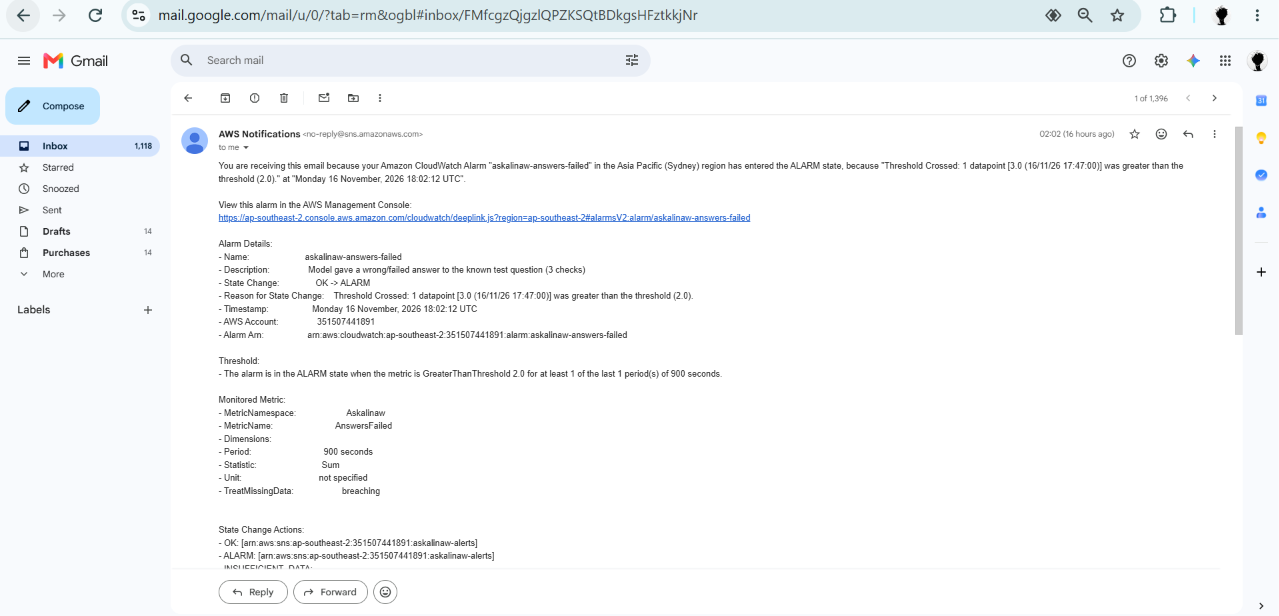 mail.google.com/mail/u/0/?tab=rm&ogbl#inbox/FMfcgzQjgzlQPZKSQtBDkgsHFztkkjNr
Gmail
Search mail
Compose
1 of 1,396
Inbox 1,118
Starred
Snoozed
Sent
Drafts 14
Purchases 14
More
Labels
AWS Notifications <no-reply@sns.amazonaws.com>
02:02 (16 hours ago)
to me
You are receiving this email because your Amazon CloudWatch Alarm "askalinaw-answers-failed" in the Asia Pacific (Sydney) region has entered the ALARM state, because "Threshold Crossed: 1 datapoint [3.0 (16/11/26 17:47:00)] was greater than the
threshold (2.0)." at "Monday 16 November, 2026 18:02:12 UTC".
View this alarm in the AWS Management Console:
https://ap-southeast-2.console.aws.amazon.com/cloudwatch/deeplink.js?region=ap-southeast-2#alarmsV2:alarm/askalinaw-answers-failed
Alarm Details:
- Name: askalinaw-answers-failed
- Description: Model gave a wrong/failed answer to the known test question (3 checks)
- State Change: OK -> ALARM
- Reason for State Change: Threshold Crossed: 1 datapoint [3.0 (16/11/26 17:47:00)] was greater than the threshold (2.0).
- Timestamp: Monday 16 November, 2026 18:02:12 UTC
- AWS Account: 351507441891
- Alarm Arn: arn:aws:cloudwatch:ap-southeast-2:351507441891:alarm:askalinaw-answers-failed
Threshold:
- The alarm is in the ALARM state when the metric is GreaterThanThreshold 2.0 for at least 1 of the last 1 period(s) of 900 seconds.
Monitored Metric:
- MetricNamespace: Askalinaw
- MetricName: AnswersFailed
- Dimensions:
- Period: 900 seconds
- Statistic: Sum
- Unit: not specified
- TreatMissingData: breaching
State Change Actions:
- OK: [arn:aws:sns:ap-southeast-2:351507441891:askalinaw-alerts]
- ALARM: [arn:aws:sns:ap-southeast-2:351507441891:askalinaw-alerts]
- INSUFFICIENT_DATA:
Reply
Forward
31